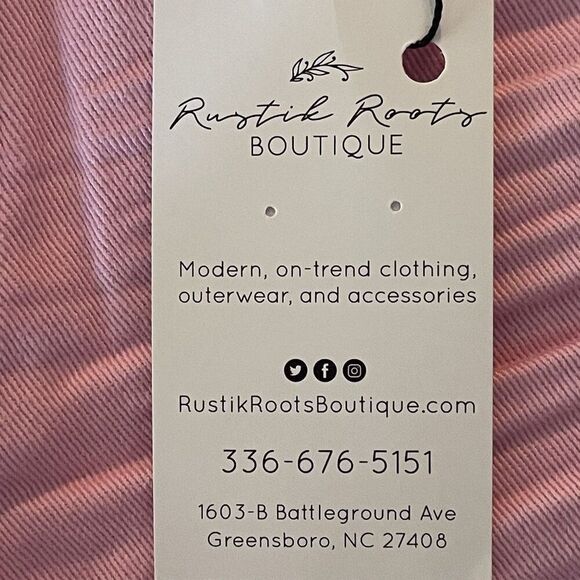 Rustik Roots
BOUTIQUE
Modern, on-trend clothing,
outerwear, and accessories
RustikRootsBoutique.com
336-676-5151
1603-B Battleground Ave
Greensboro, NC 27408